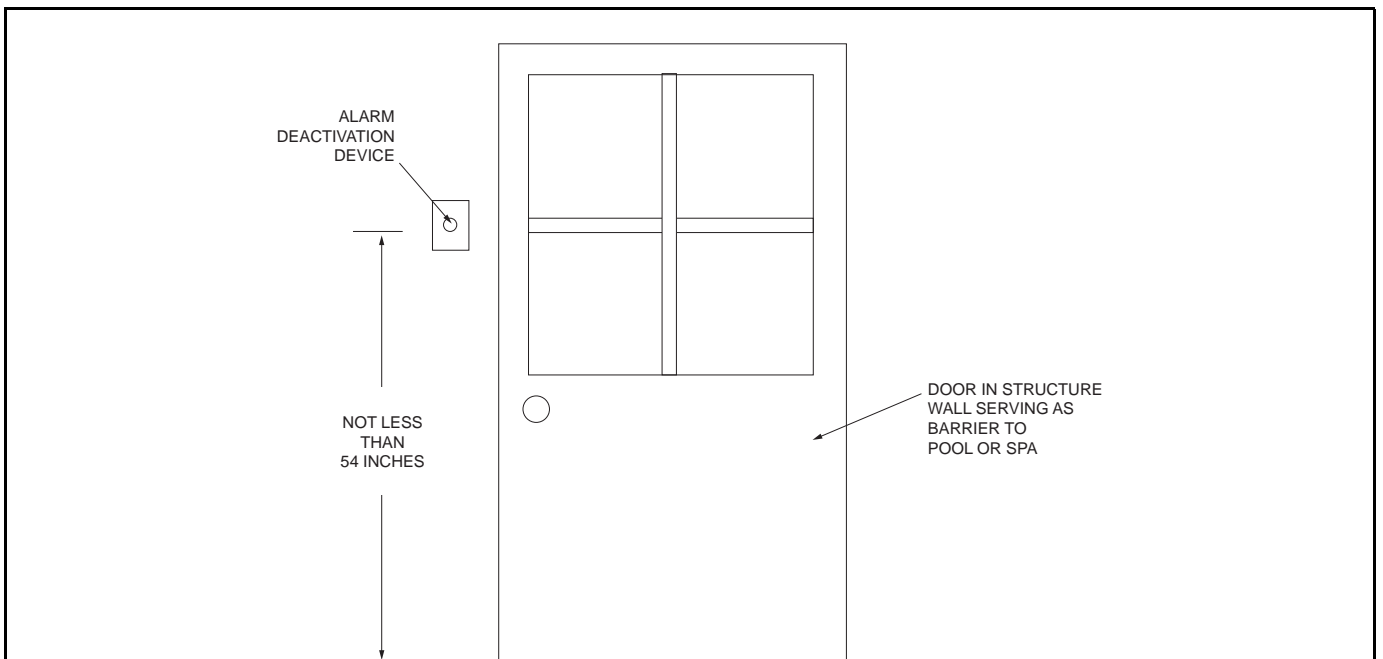 ALARM
DEACTIVATION
DEVICE
NOT LESS
THAN
54 INCHES
DOOR IN STRUCTURE
WALL SERVING AS
BARRIER TO
POOL OR SPA